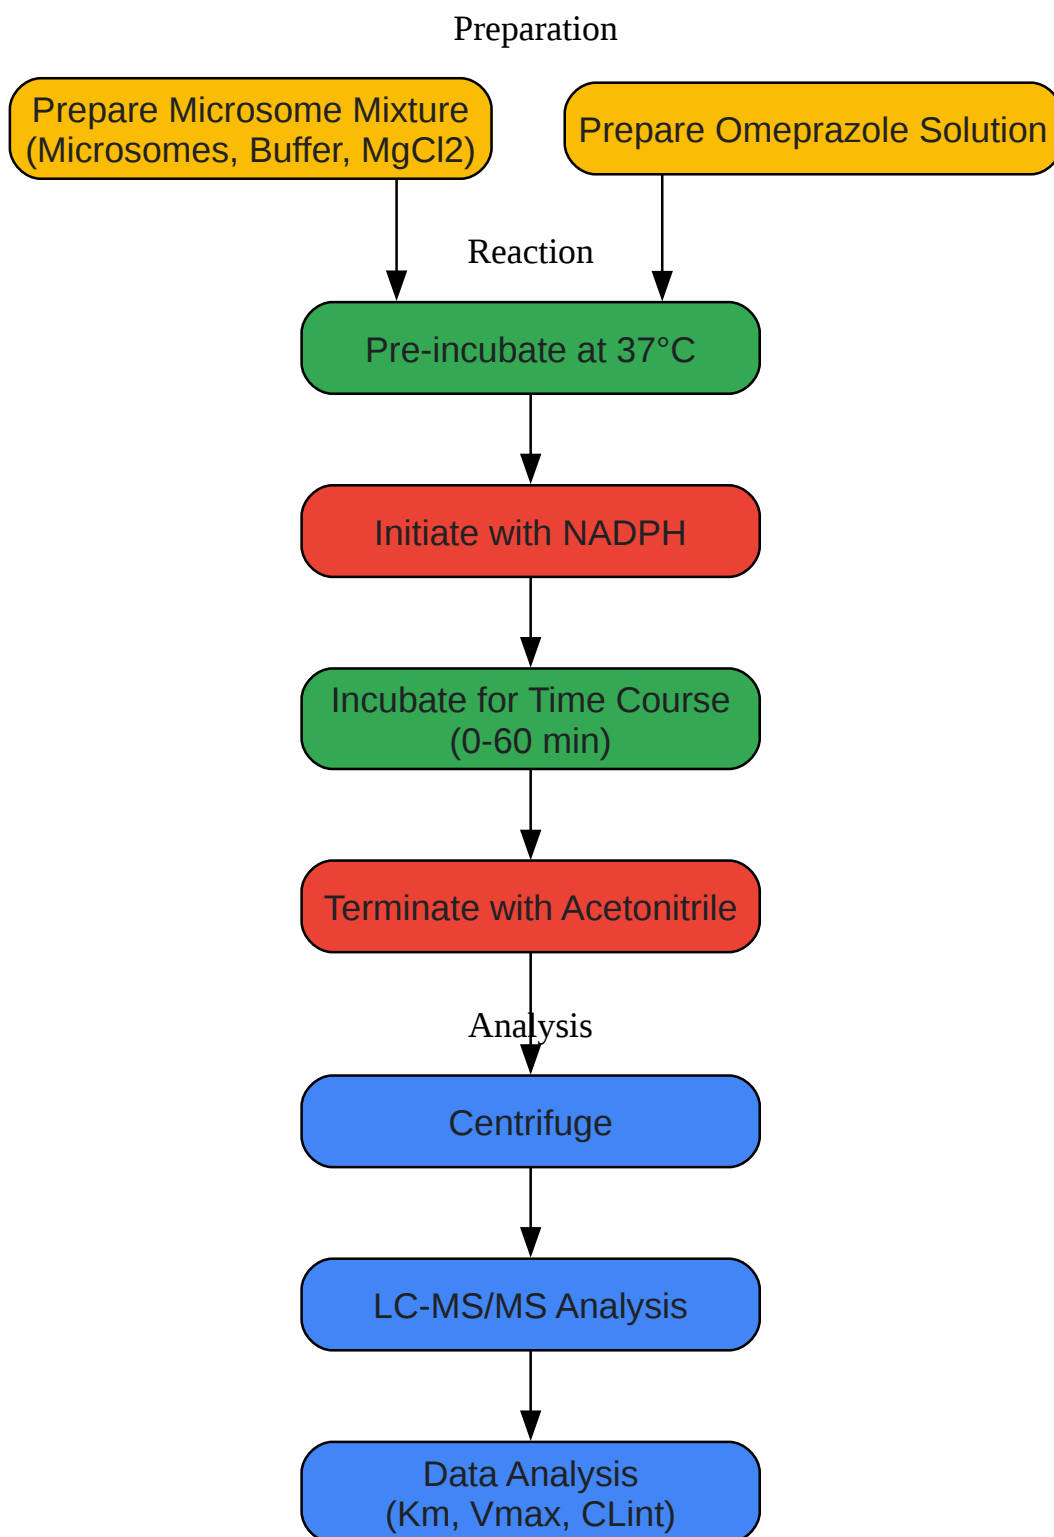 Preparation
Prepare Microsome Mixture
(Microsomes, Buffer, MgCl2)
Prepare Omeprazole Solution
Reaction
Pre-incubate at 37°C
Initiate with NADPH
Incubate for Time Course
(0-60 min)
Terminate with Acetonitrile
Analysis
Centrifuge
LC-MS/MS Analysis
Data Analysis
(Km, Vmax, CLint)